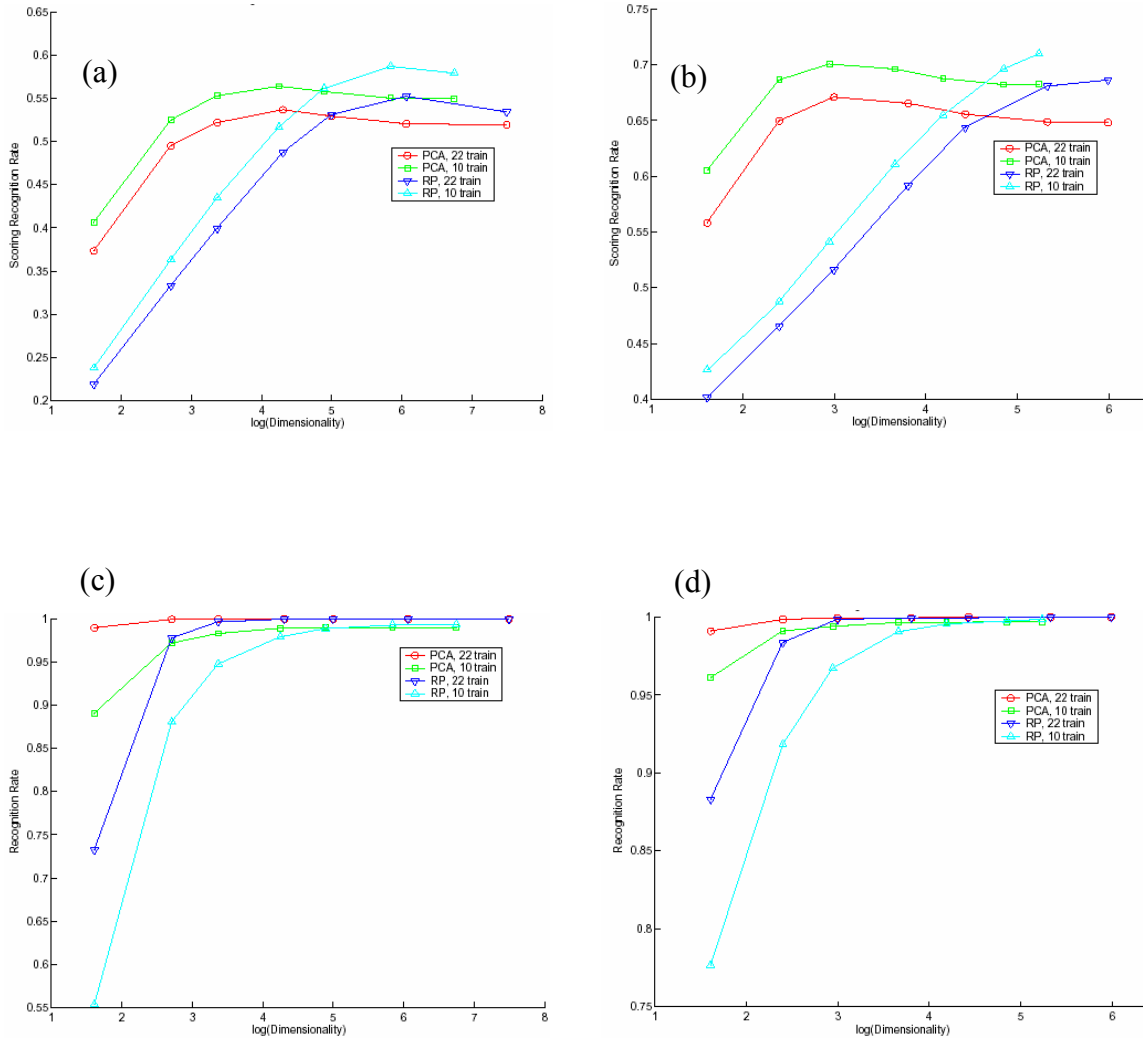 (a)
Scoring Recognition Rate
0.65
0.6
0.55
0.5
0.45
0.4
0.35
0.3
0.25
0.2
PCA, 22 train
PCA, 10 train
RP, 22 train
RP, 10 train
1 2 3 4 5 6 7 8
log(Dimensionality)
(b)
Scoring Recognition Rate
0.75
0.7
0.65
0.6
0.55
0.5
0.45
0.4
PCA, 22 train
PCA, 10 train
RP, 22 train
RP, 10 train
1 2 3 4 5 6
log(Dimensionality)
(c)
Recognition Rate
1
0.95
0.9
0.85
0.8
0.75
0.7
0.65
0.6
0.55
PCA, 22 train
PCA, 10 train
RP, 22 train
RP, 10 train
1 2 3 4 5 6 7 8
log(Dimensionality)
(d)
Recognition Rate
1
0.95
0.9
0.85
0.8
0.75
PCA, 22 train
PCA, 10 train
RP, 22 train
RP, 10 train
1 2 3 4 5 6
log(Dimensionality)